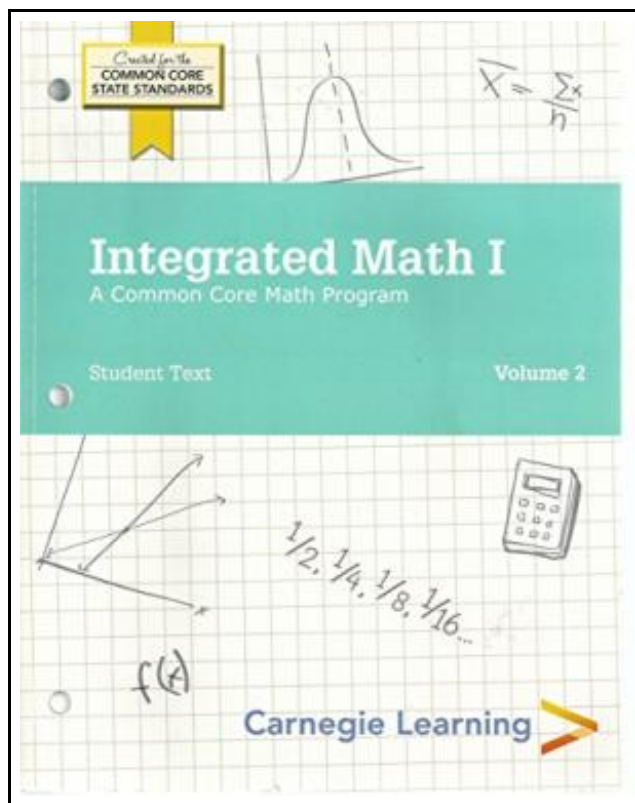 Created for the
COMMON CORE
STATE STANDARDS
X̄ = Σx/n
Integrated Math I
A Common Core Math Program
Student Text
Volume 2
1/2, 1/4, 1/8, 1/16...
x
f(x)
Carnegie Learning